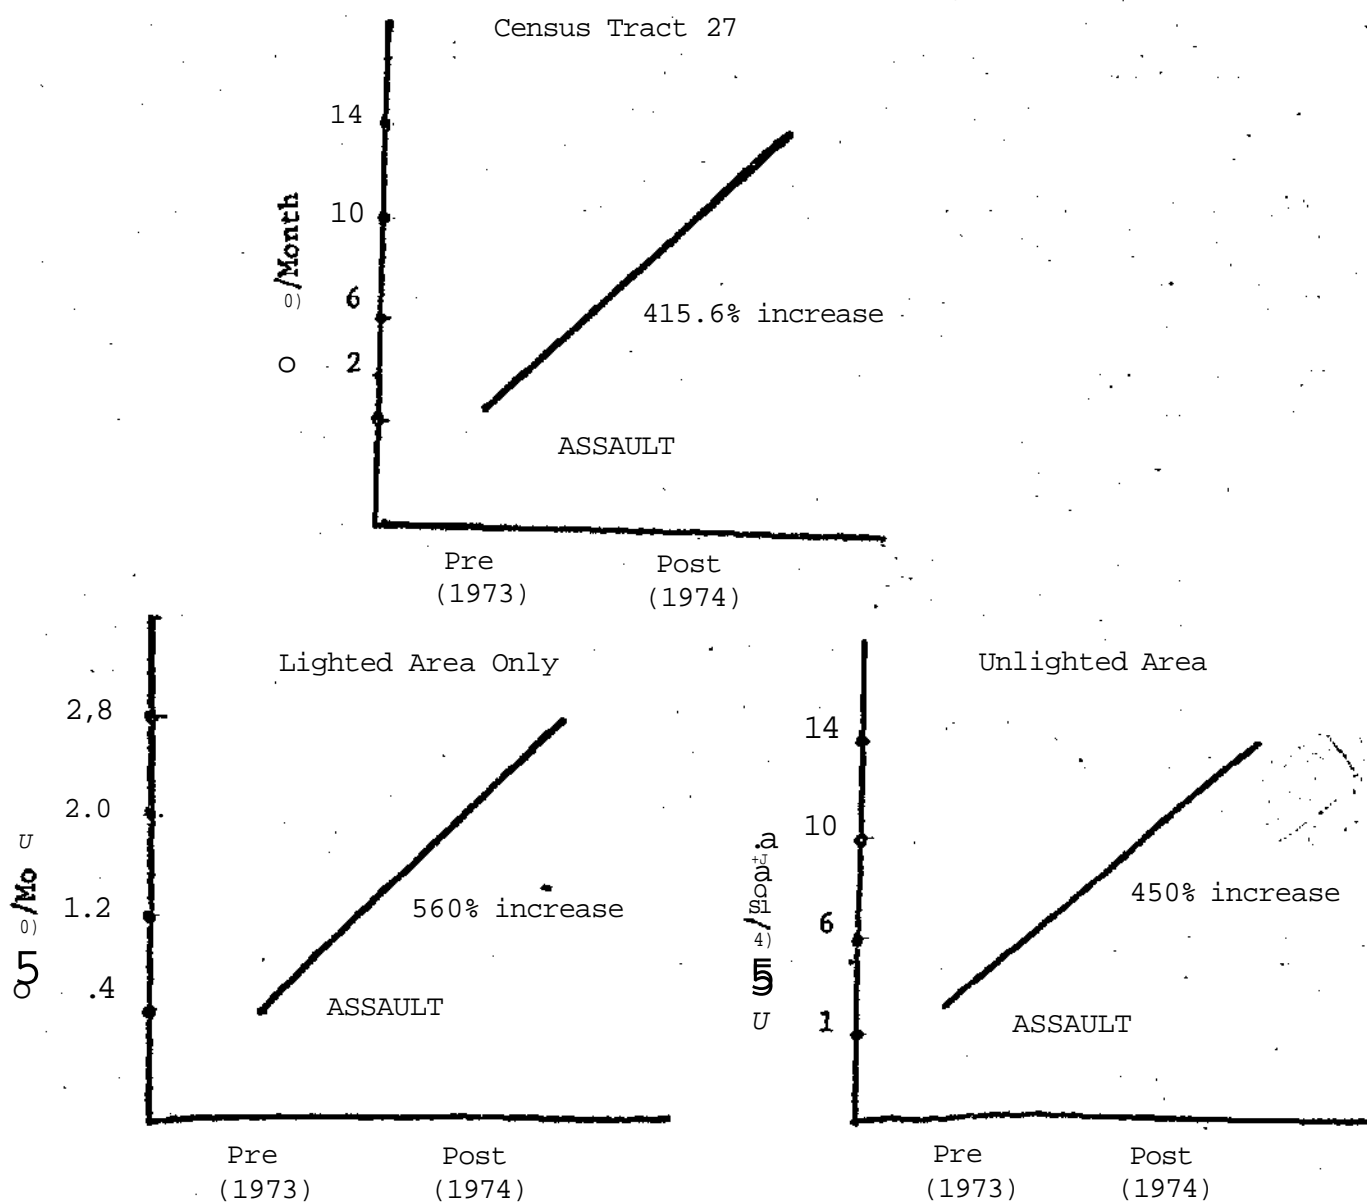 Census Tract 27
14
10
6
2
/Month
415.6% increase
ASSAULT
Pre
(1973)
Post
(1974)
Lighted Area Only
2,8
2.0
1.2
.4
/Mo
560% increase
ASSAULT
Pre
(1973)
Post
(1974)
Unlighted Area
14
10
6
1
450% increase
ASSAULT
Pre
(1973)
Post
(1974)